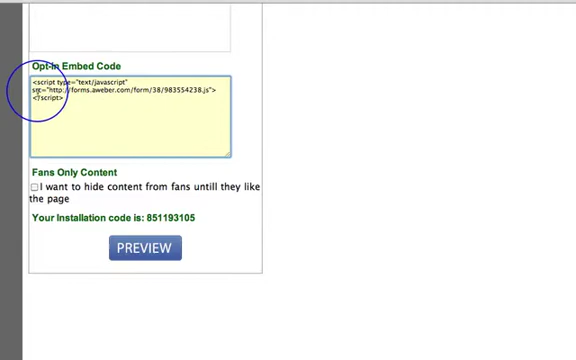 Opt-in Embed Code
<script type="text/javascript"
src="http://forms.aweber.com/form/38/983554238.js">
</script>
Fans Only Content
I want to hide content from fans untill they like
the page
Your Installation code is: 851193105
PREVIEW